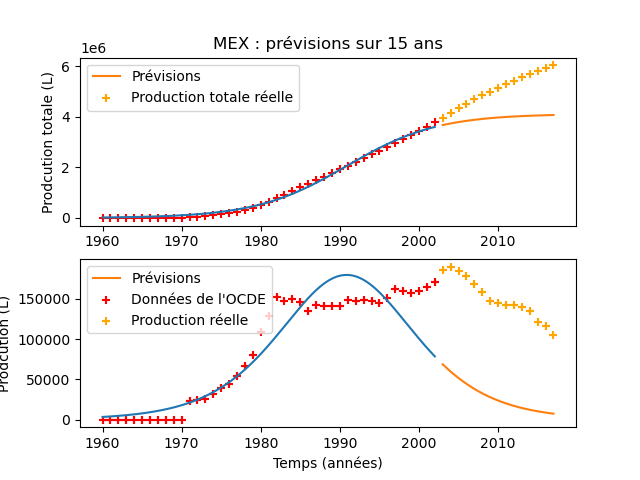 MEX : prévisions sur 15 ans
1e6
Prodcution totale (L)
6
4
2
0
Prévisions
Production totale réelle
1960 1970 1980 1990 2000 2010
Prodcution (L)
150000
100000
50000
0
Prévisions
Données de l'OCDE
Production réelle
1960 1970 1980 1990 2000 2010
Temps (années)